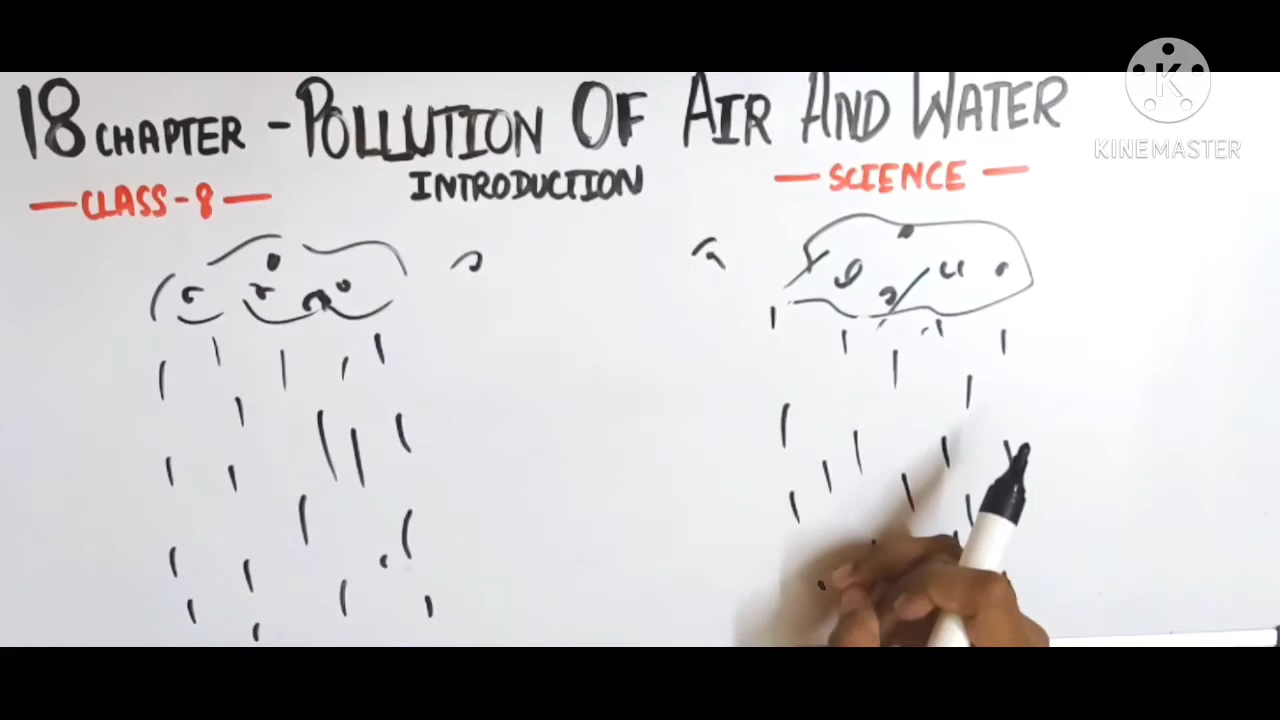 18 CHAPTER - POLLUTION OF AIR AND WATER
INTRODUCTION
— CLASS-8 —
— SCIENCE —
K
KINEMASTER